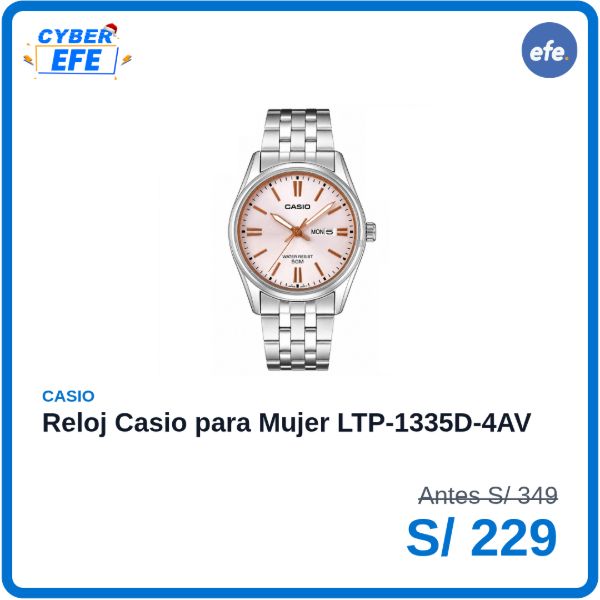 CYBER
EFE
efe.
CASIO
MON 5
WATER RESIST
50M
CASIO
Reloj Casio para Mujer LTP-1335D-4AV
Antes S/ 349
S/ 229